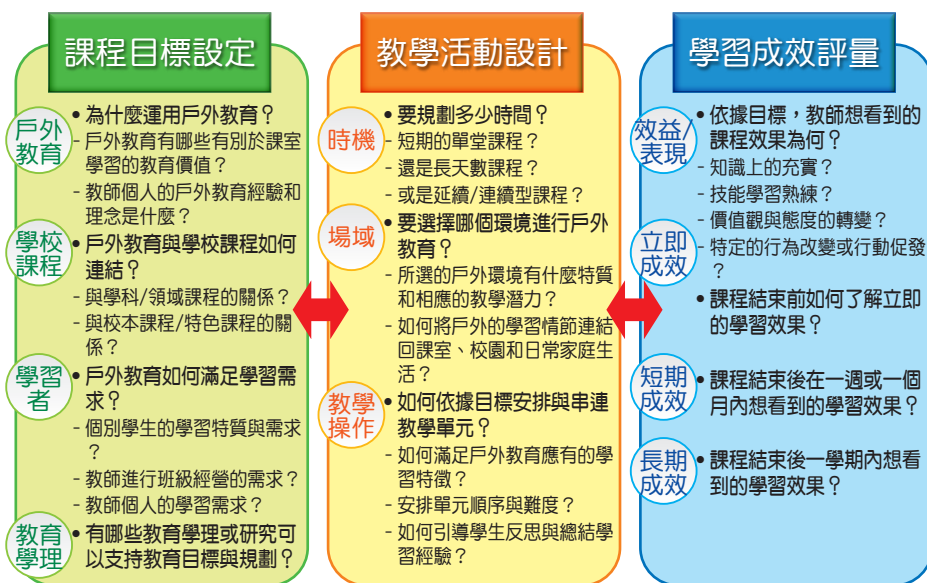 課程目標設定
戶外
教育
• 為什麼運用戶外教育？
- 戶外教育有哪些有別於課室
學習的教育價值？
- 教師個人的戶外教育經驗和
理念是什麼？
學校
課程
• 戶外教育與學校課程如何
連結？
- 與學科/領域課程的關係？
- 與校本課程/特色課程的關
係？
學習
者
• 戶外教育如何滿足學習需
求？
- 個別學生的學習特質與需求
？
- 教師進行班級經營的需求？
- 教師個人的學習需求？
教育
學理
• 有哪些教育學理或研究可
以支持教育目標與規劃？
教學活動設計
時機
• 要規劃多少時間？
- 短期的單堂課程？
- 還是長天數課程？
- 或是延續/連續型課程？
場域
• 要選擇哪個環境進行戶外
教育？
- 所選的戶外環境有什麼特質
和相應的教學潛力？
- 如何將戶外的學習情節連結
回課室、校園和日常家庭生
活？
教學
操作
• 如何依據目標安排與串連
教學單元？
- 如何滿足戶外教育應有的學
習特徵？
- 安排單元順序與難度？
- 如何引導學生反思與總結學
習經驗？
學習成效評量
效益/
表現
• 依據目標，教師想看到的
課程效果為何？
- 知識上的充實？
- 技能學習熟練？
- 價值觀與態度的轉變？
- 特定的行為改變或行動促發
？
立即
成效
• 課程結束前如何了解立即
的學習效果？
短期
成效
• 課程結束後在一週或一個
月內想看到的學習效果？
長期
成效
• 課程結束後一學期內想看
到的學習效果？